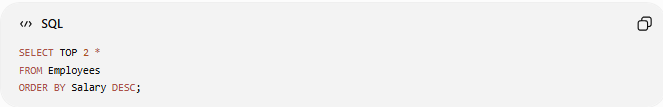 SQL
SELECT TOP 2 *
FROM Employees
ORDER BY Salary DESC;